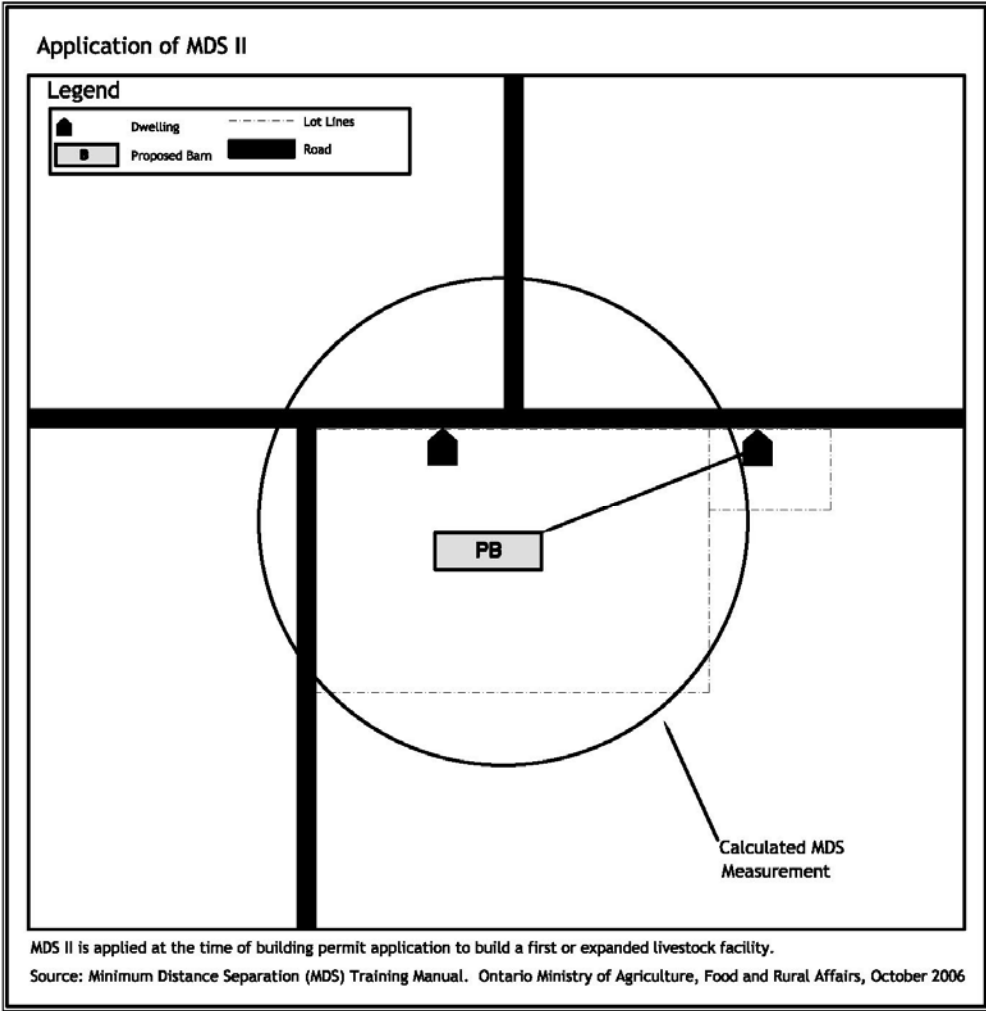 Application of MDS II
Legend
Dwelling
Lot Lines
B
Proposed Barn
Road
PB
Calculated MDS
Measurement
MDS II is applied at the time of building permit application to build a first or expanded livestock facility.
Source: Minimum Distance Separation (MDS) Training Manual. Ontario Ministry of Agriculture, Food and Rural Affairs, October 2006